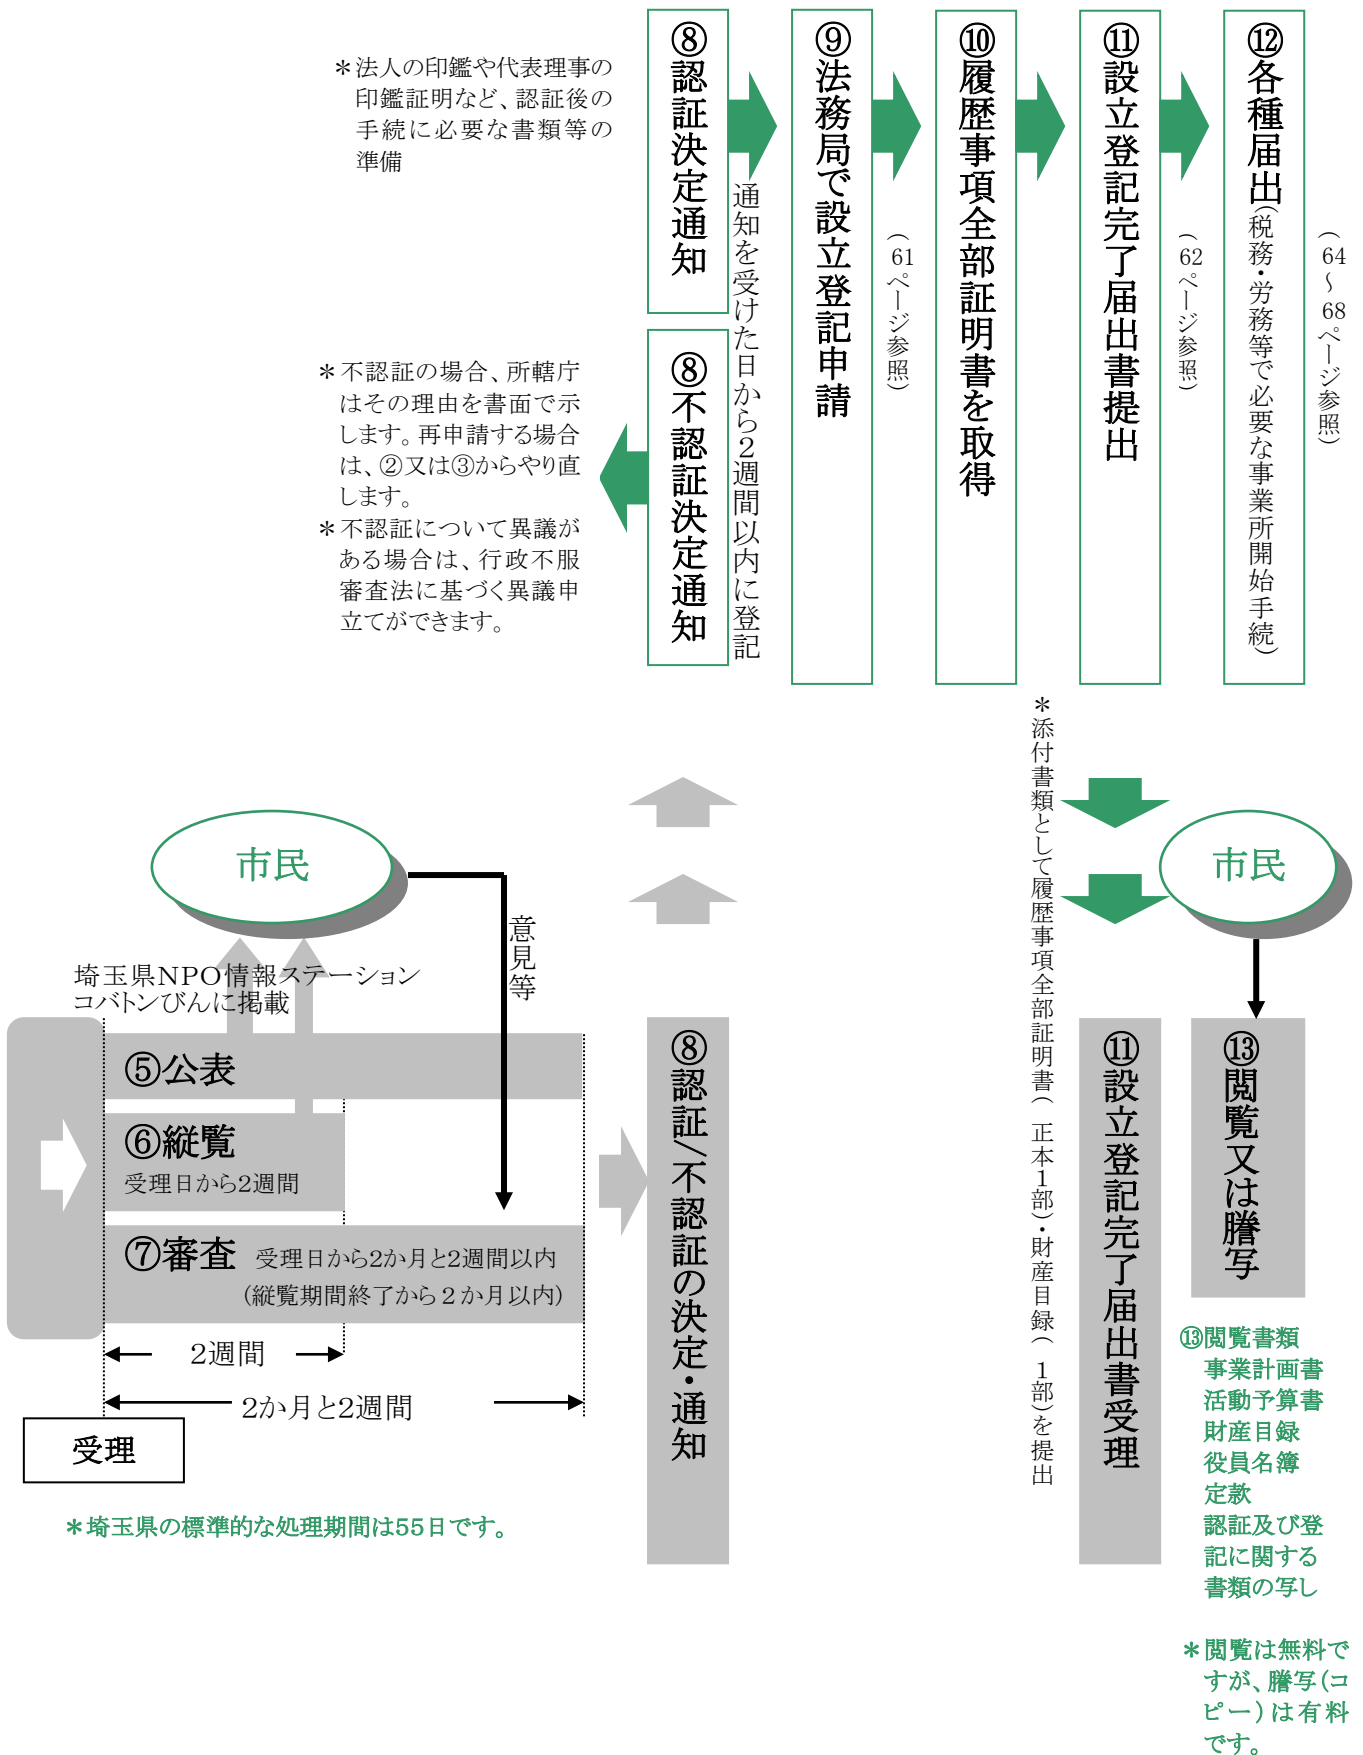 ＊法人の印鑑や代表理事の
印鑑証明など、認証後の
手続に必要な書類等の
準備
⑧認証決定通知
通知を受けた日から２週間以内に登記
⑨法務局で設立登記申請
（61ページ参照）
⑩履歴事項全部証明書を取得
⑪設立登記完了届出書提出
（62ページ参照）
⑫各種届出（税務・労務等で必要な事業所開始手続）
（64～68ページ参照）
＊不認証の場合、所轄庁
はその理由を書面で示
します。再申請する場合
は、②又は③からやり直
します。
＊不認証について異議が
ある場合は、行政不服
審査法に基づく異議申
立てができます。
⑧不認証決定通知
＊添付書類として履歴事項全部証明書（正本１部）・財産目録（１部）を提出
市民
意見等
埼玉県NPO情報ステーション
コバトンびんに掲載
⑤公表
⑥縦覧
受理日から2週間
⑦審査 受理日から2か月と2週間以内
（縦覧期間終了から２か月以内）
2週間
2か月と2週間
受理
＊埼玉県の標準的な処理期間は55日です。
⑧認証/不認証の決定・通知
⑪設立登記完了届出書受理
市民
⑬閲覧又は謄写
⑬閲覧書類
事業計画書
活動予算書
財産目録
役員名簿
定款
認証及び登
記に関する
書類の写し
＊閲覧は無料で
すが、謄写（コ
ピー）は有料
です。